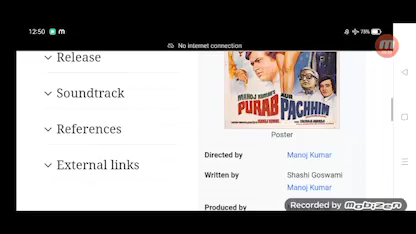 12:50
73%
No internet connection
Release
Soundtrack
References
External links
MANOJ KUMAR'S
PURAB AUR PACHHIM
Poster
Directed by Manoj Kumar
Written by Shashi Goswami
Manoj Kumar
Produced by
Recorded by mobizen